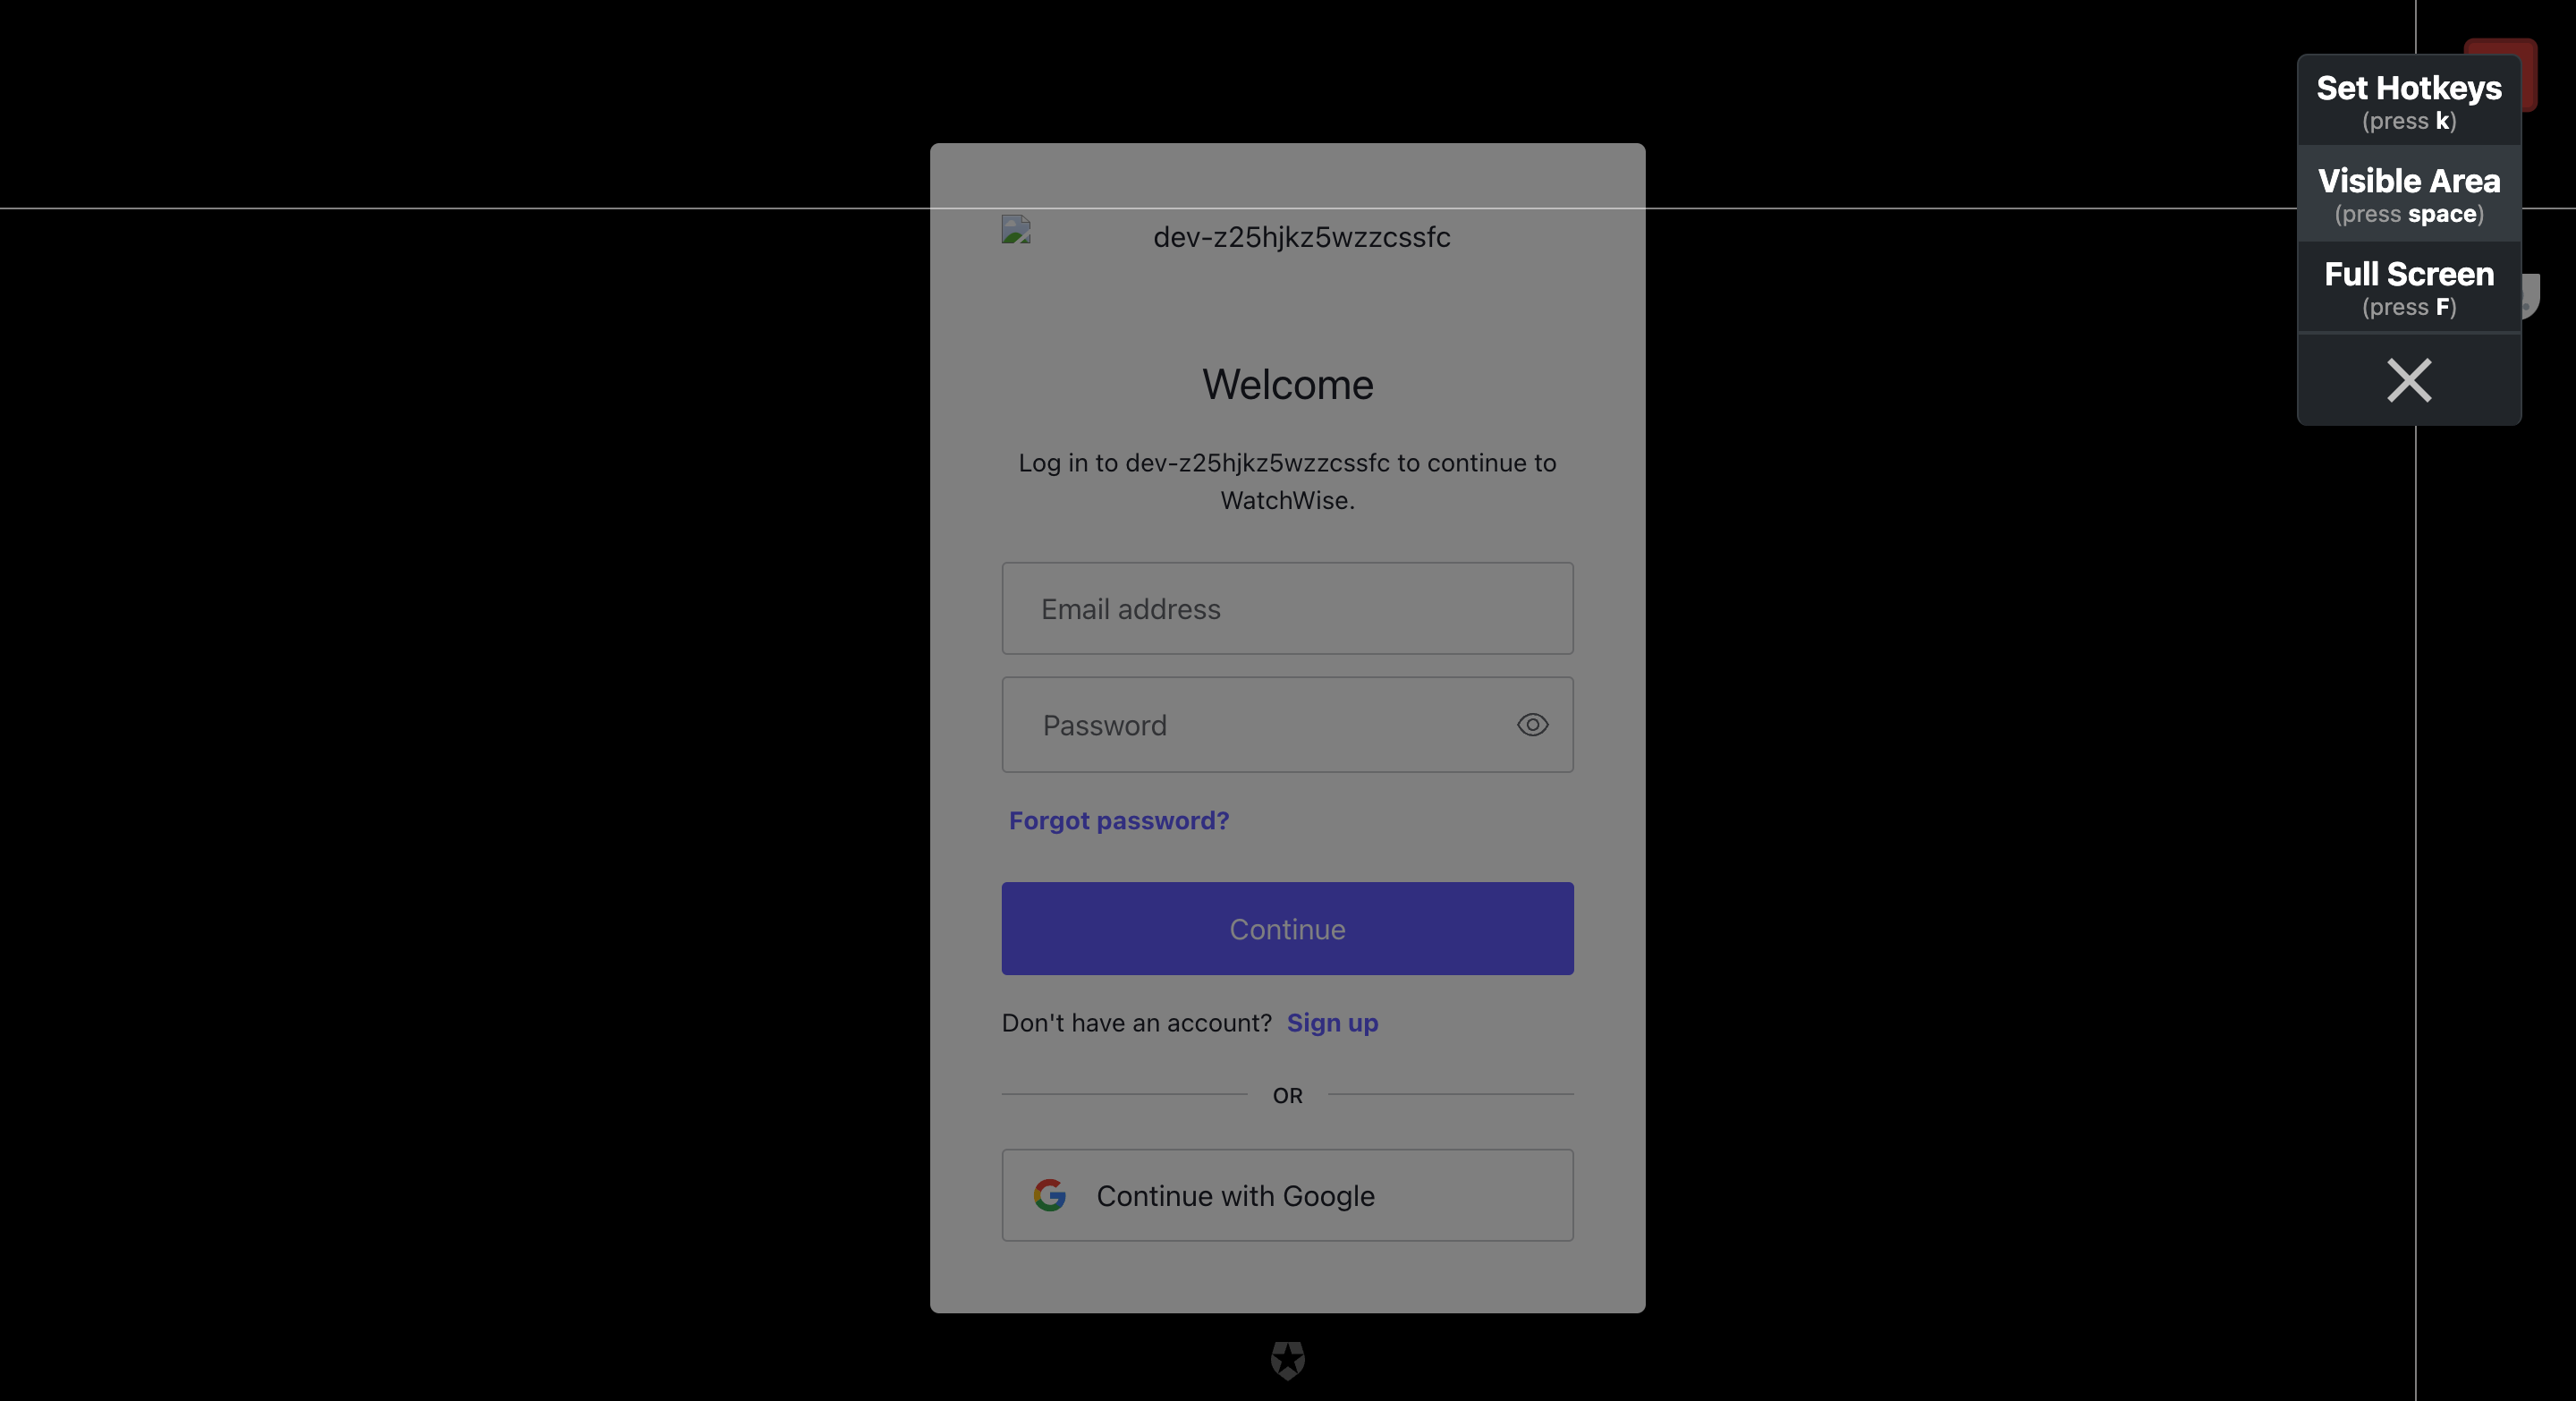 Set Hotkeys
(press k)
Visible Area
(press space)
Full Screen
(press F)
dev-z25hjkz5wzzcssfc
Welcome
Log in to dev-z25hjkz5wzzcssfc to continue to
WatchWise.
Email address
Password
Forgot password?
Continue
Don't have an account? Sign up
OR
Continue with Google